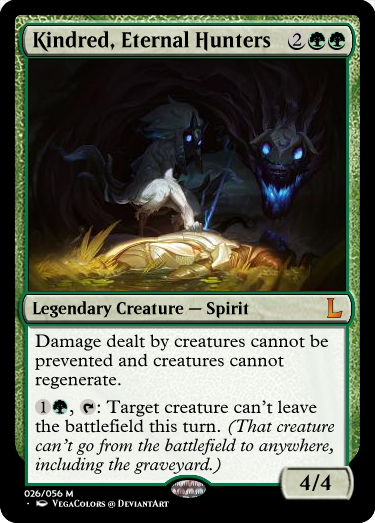 Kindred, Eternal Hunters 2
Legendary Creature — Spirit L
Damage dealt by creatures cannot be
prevented and creatures cannot
regenerate.
1 , : Target creature can't leave
the battlefield this turn. (That creature
can't go from the battlefield to anywhere,
including the graveyard.)
4/4
026/056 M
· VegaColors @ DeviantArt